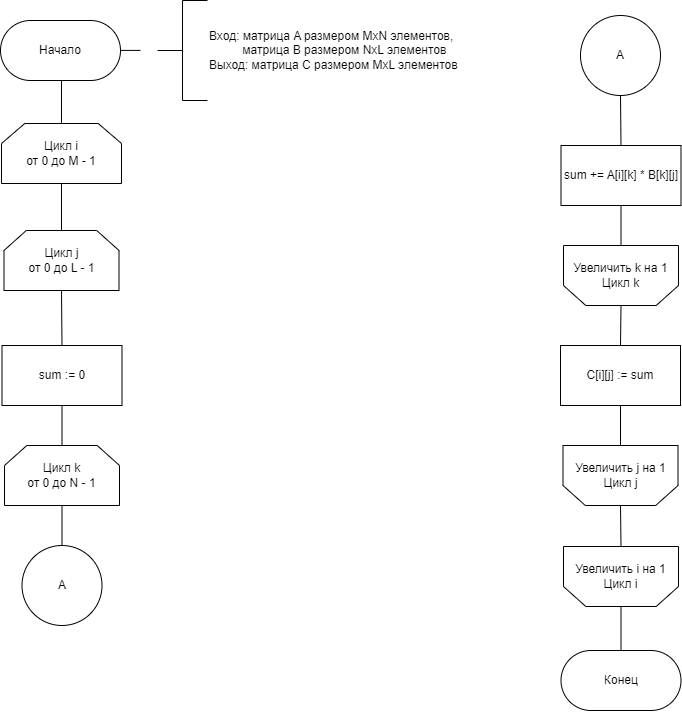 Начало
Вход: матрица A размером MxN элементов,
матрица B размером NxL элементов
Выход: матрица C размером MxL элементов
Цикл i
от 0 до M - 1
Цикл j
от 0 до L - 1
sum := 0
Цикл k
от 0 до N - 1
A
A
sum += A[i][k] * B[k][j]
Увеличить k на 1
Цикл k
C[i][j] := sum
Увеличить j на 1
Цикл j
Увеличить i на 1
Цикл i
Конец